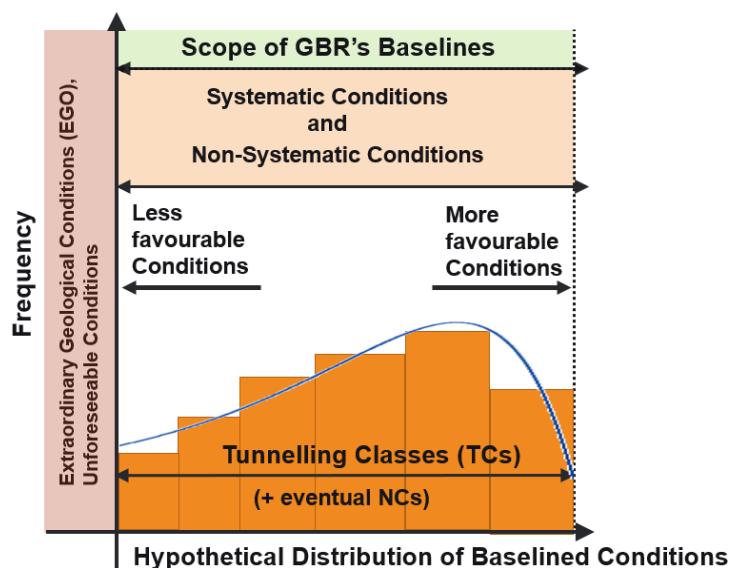 Scope of GBR's Baselines
Systematic Conditions
and
Non-Systematic Conditions
Less
favourable
Conditions
More
favourable
Conditions
Frequency
Extraordinary Geological Conditions (EGO),
Unforeseeable Conditions
Tunnelling Classes (TCs)
(+ eventual NCs)
Hypothetical Distribution of Baselined Conditions